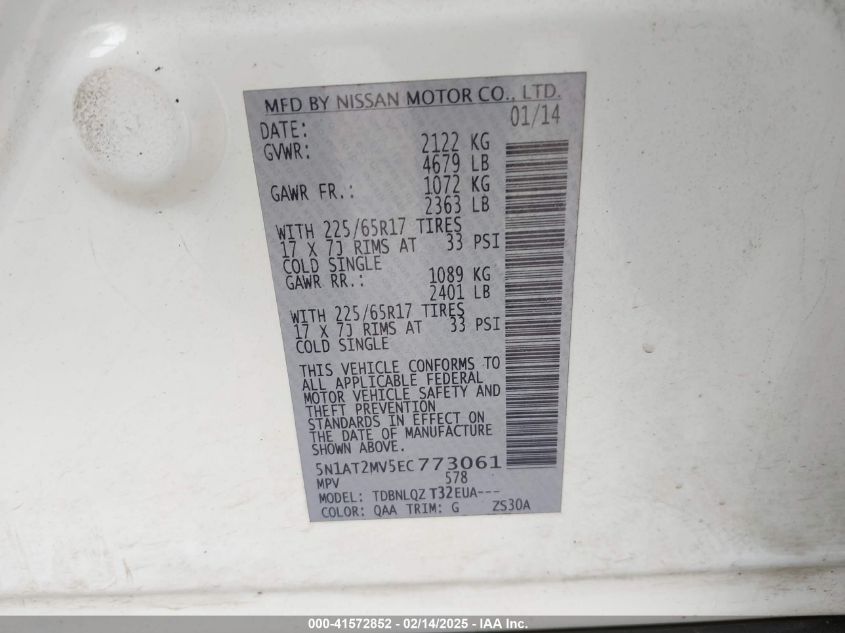 MFD BY NISSAN MOTOR CO., LTD.
DATE: 01/14
GVWR: 2122 KG
4679 LB
GAWR FR.: 1072 KG
2363 LB
WITH 225/65R17 TIRES
17 X 7J RIMS AT 33 PSI
COLD SINGLE
GAWR RR.: 1089 KG
2401 LB
WITH 225/65R17 TIRES
17 X 7J RIMS AT 33 PSI
COLD SINGLE
THIS VEHICLE CONFORMS TO
ALL APPLICABLE FEDERAL
MOTOR VEHICLE SAFETY AND
THEFT PREVENTION
STANDARDS IN EFFECT ON
THE DATE OF MANUFACTURE
SHOWN ABOVE.
5N1AT2MV5EC773061
MPV 578
MODEL: TDBNLQZ T32EUA---
COLOR: QAA TRIM: G ZS30A
000-41572852 / 02/14/2025 - IAA Inc.